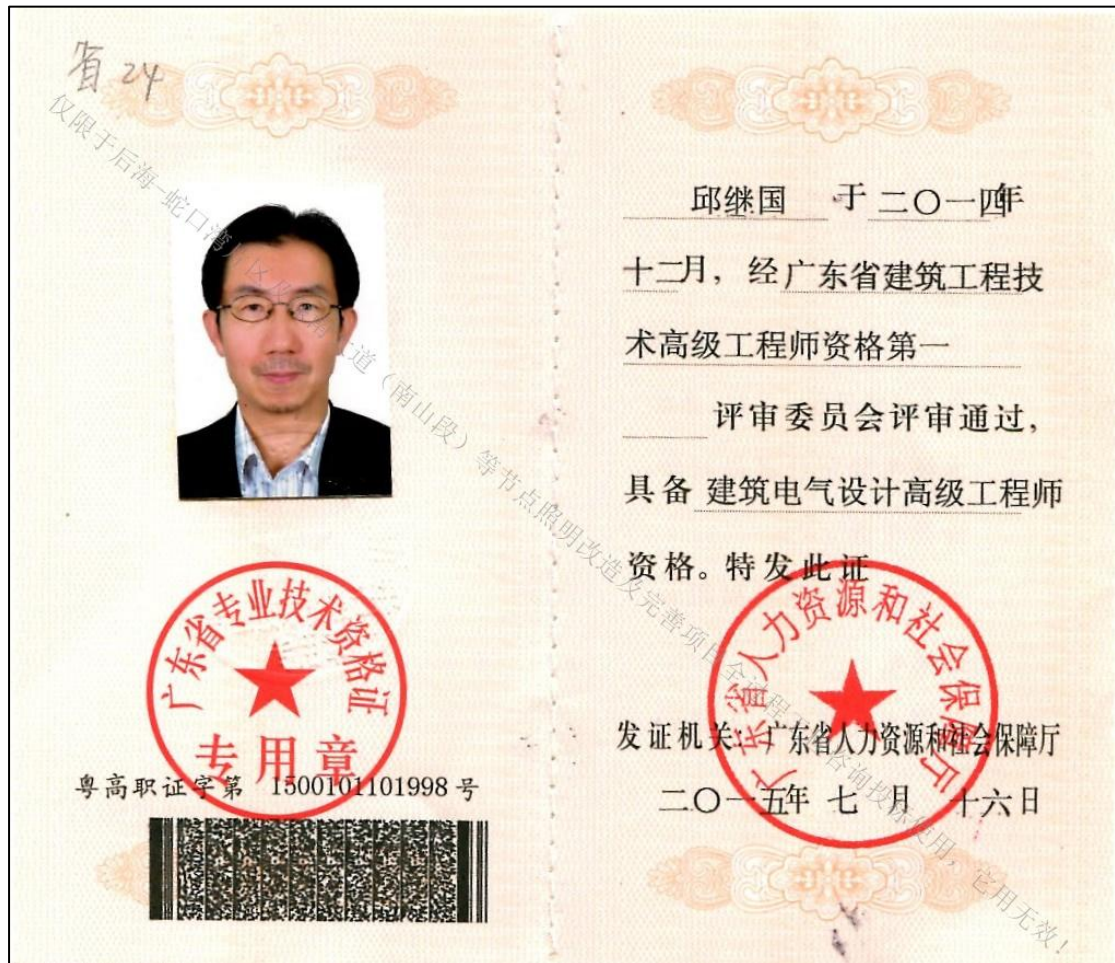 省24
邱继国 于 二〇一四年
十二月，经 广东省建筑工程技
术高级工程师资格第一
评审委员会评审通过，
具备 建筑电气设计高级工程师
资格。特发此证
广东省专业技术资格证
专用章
粤高职证字第 1500101101998 号
广东省人力资源和社会保障厅
发证机关：广东省人力资源和社会保障厅
二〇一五年 七 月 十六日
仅限于后海-蛇口湾
道（南山段）等节点照明改造及完善项目全过程
咨询投标使用，它用无效！